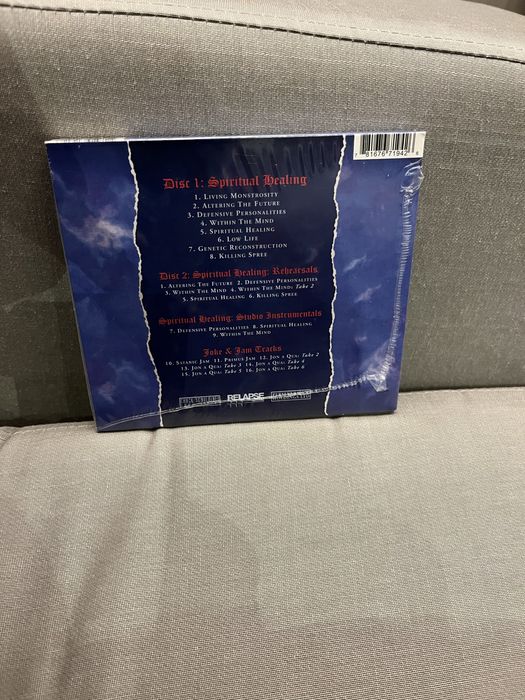 7 81676 71942 6
Disc 1: Spiritual Healing
1. Living Monstrosity
2. Altering The Future
3. Defensive Personalities
4. Within The Mind
5. Spiritual Healing
6. Low Life
7. Genetic Reconstruction
8. Killing Spree
Disc 2: Spiritual Healing: Rehearsals
1. Altering The Future 2. Defensive Personalities
3. Within The Mind 4. Within The Mind: Take 2
5. Spiritual Healing 6. Killing Spree
Spiritual Healing: Studio Instrumentals
7. Defensive Personalities 8. Spiritual Healing
9. Within The Mind
Joke & Jam Tracks
10. Satanic Jam 11. Primus Jam 12. Jon A Qua: Take 2
13. Jon A Qua: Take 3 14. Jon A Qua: Take 4
15. Jon A Qua: Take 5 16. Jon A Qua: Take 6
RELAPSE